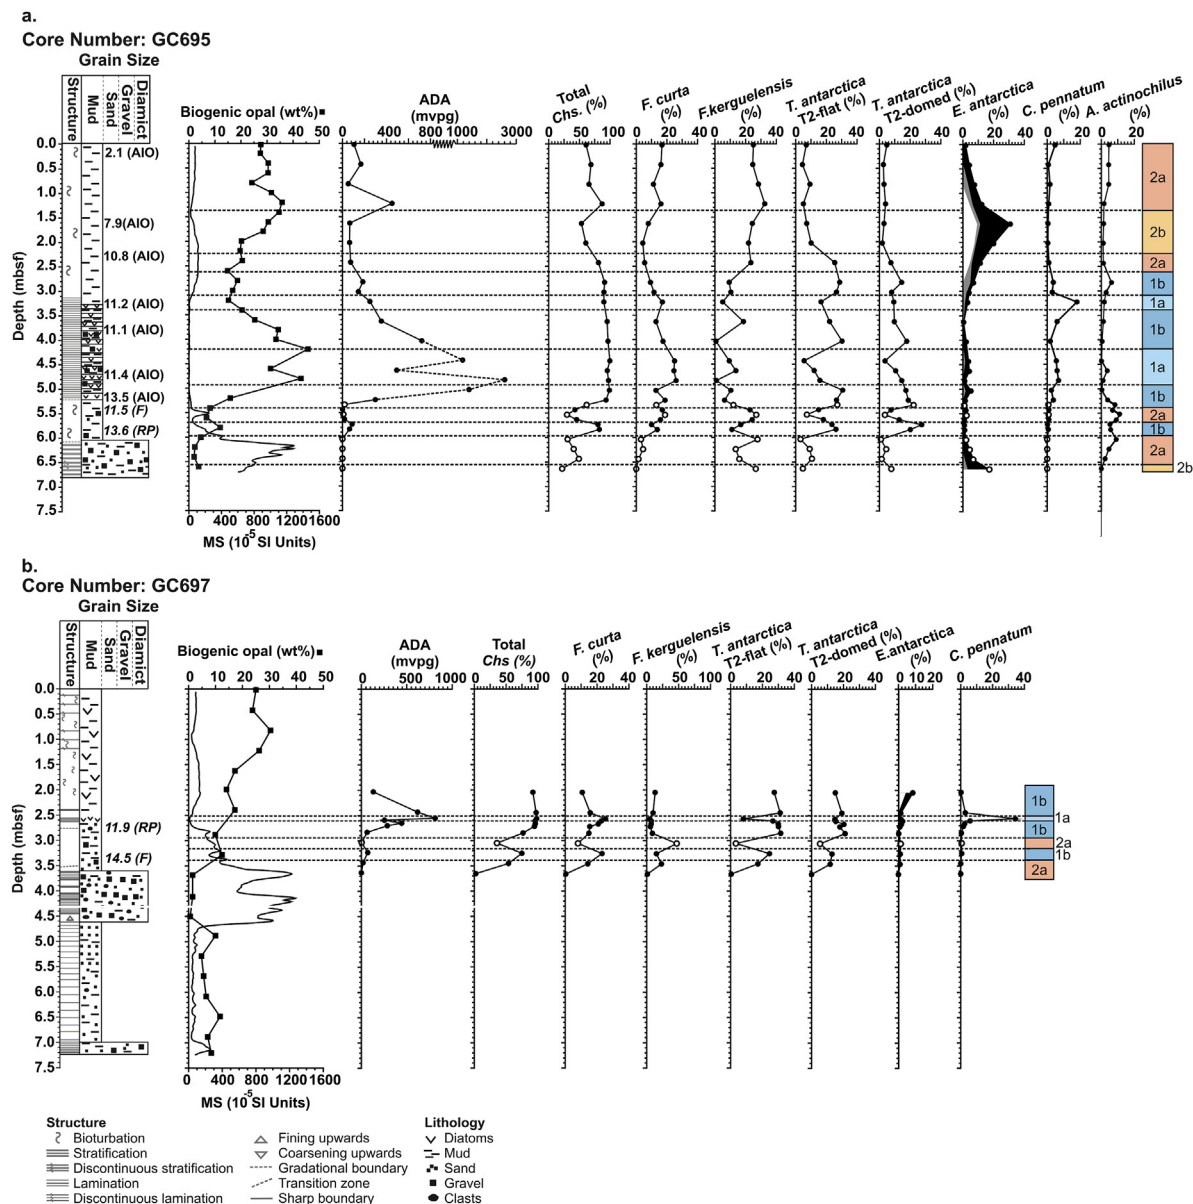 a.
Core Number: GC695
Grain Size
Structure
Mud
Sand
Gravel
Diamict
Biogenic opal (wt%)
0 10 20 30 40 50
ADA
(mvpg)
0 400 800 1000 3000
Total
Chs. (%)
0 50 100
F. curta
(%)
0 20 40
F.kerguelensis
(%)
0 20 40
T. antarctica
T2-flat (%)
0 20 40
T. antarctica
T2-domed (%)
0 20 40
E. antarctica
(%)
0 20 40
C. pennatum
(%)
0 20
A. actinochilus
(%)
0 20
Depth (mbsf)
0.0
0.5
1.0
1.5
2.0
2.5
3.0
3.5
4.0
4.5
5.0
5.5
6.0
6.5
7.0
7.5
2.1 (AIO)
7.9(AIO)
10.8 (AIO)
11.2 (AIO)
11.1 (AIO)
11.4 (AIO)
13.5 (AIO)
11.5 (F)
13.6 (RP)
2a
2b
2a
1b
1a
1b
1a
1b
2a
1b
2a
2b
0 400 800 1200 1600
MS (10-5 SI Units)
b.
Core Number: GC697
Grain Size
Structure
Mud
Sand
Gravel
Diamict
Biogenic opal (wt%)
0 10 20 30 40 50
ADA
(mvpg)
0 500 1000
Total
Chs (%)
0 50 100
F. curta
(%)
0 20 40
F. kerguelensis
(%)
0 50 100
T. antarctica
T2-flat (%)
0 20 40
T. antarctica
T2-domed (%)
0 20 40
E.antarctica
(%)
0 10 20
C. pennatum
(%)
0 20 40
Depth (mbsf)
0.0
0.5
1.0
1.5
2.0
2.5
3.0
3.5
4.0
4.5
5.0
5.5
6.0
6.5
7.0
7.5
11.9 (RP)
14.5 (F)
1b
1a
1b
2a
1b
2a
0 400 800 1200 1600
MS (10-5 SI Units)
Structure
Bioturbation
Stratification
Discontinuous stratification
Lamination
Discontinuous lamination
Fining upwards
Coarsening upwards
Gradational boundary
Transition zone
Sharp boundary
Lithology
Diatoms
Mud
Sand
Gravel
Clasts